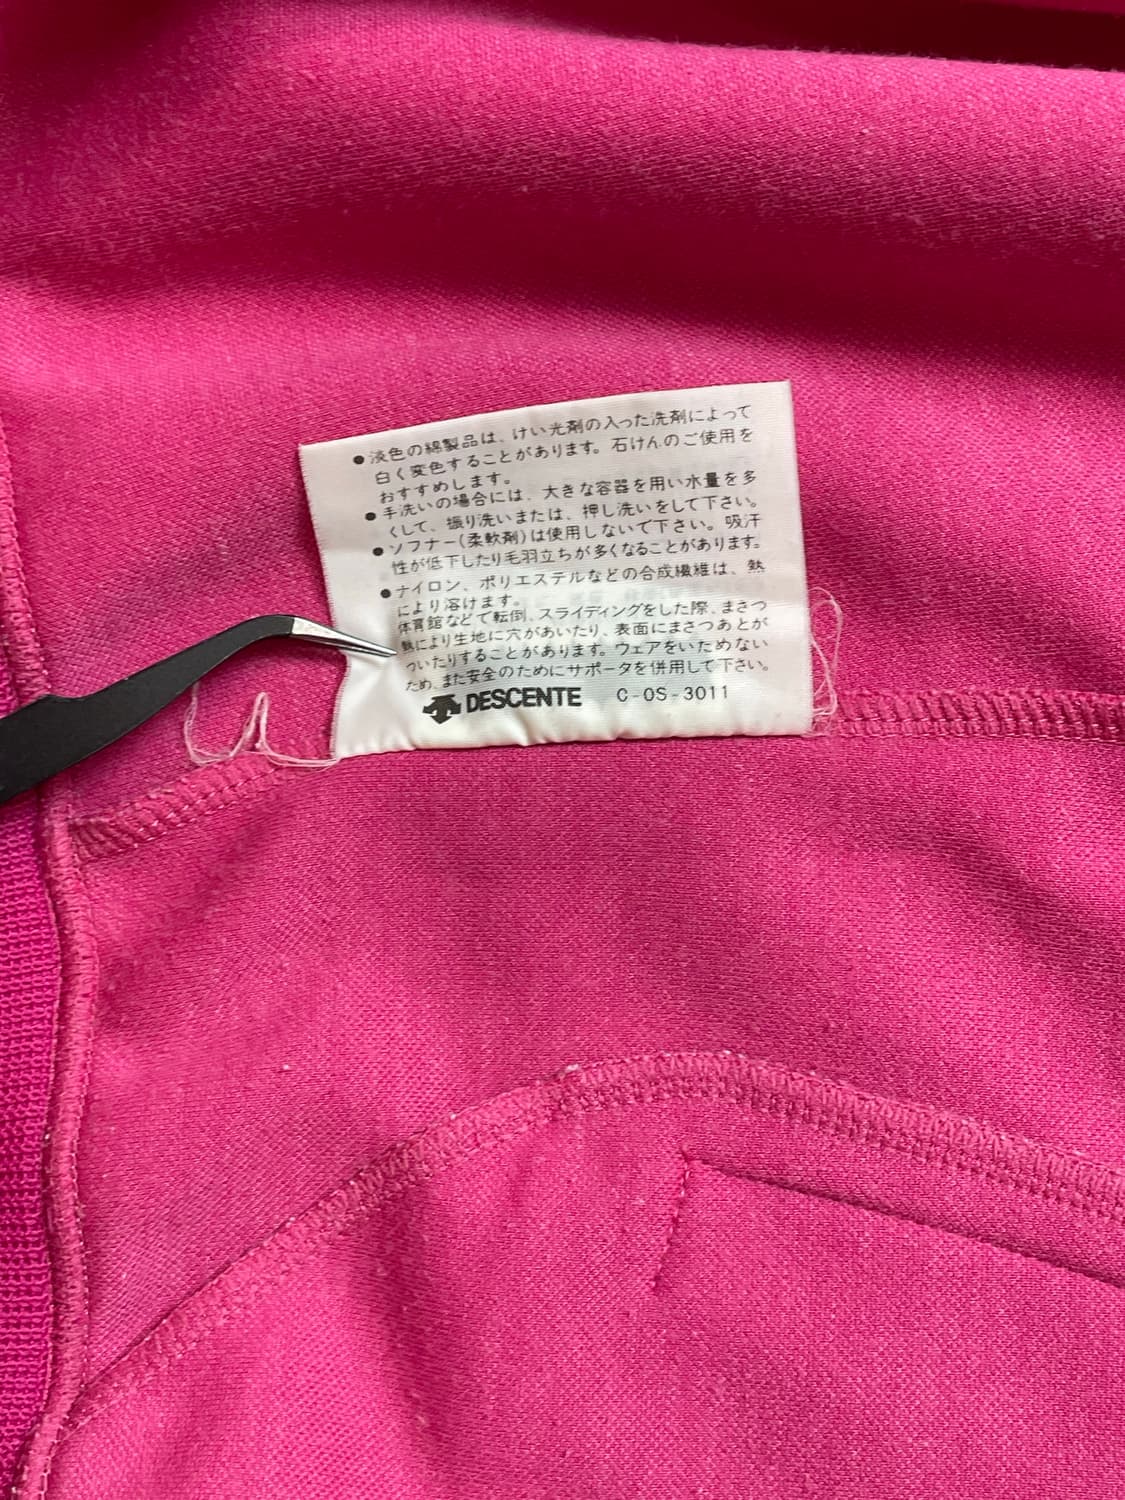 ●淡色の綿製品は、けい光剤の入った洗剤によって
白く変色することがあります。石けんのご使用を
おすすめします。
●手洗いの場合には、大きな容器を用い水量を多
くして、振り洗いまたは、押し洗いをして下さい。
●ソフナー(柔軟剤)は使用しないで下さい。吸汗
性が低下したり毛羽立ちが多くなることがあります。
●ナイロン、ポリエステルなどの合成繊維は、熱
により溶けます。
体育館などで転倒、スライディングをした際、まさつ
熱により生地に穴があいたり、表面にまさつあとが
ついたりすることがあります。ウェアをいためない
ため、また安全のためにサポータを併用して下さい。
DESCENTE C-OS-3011